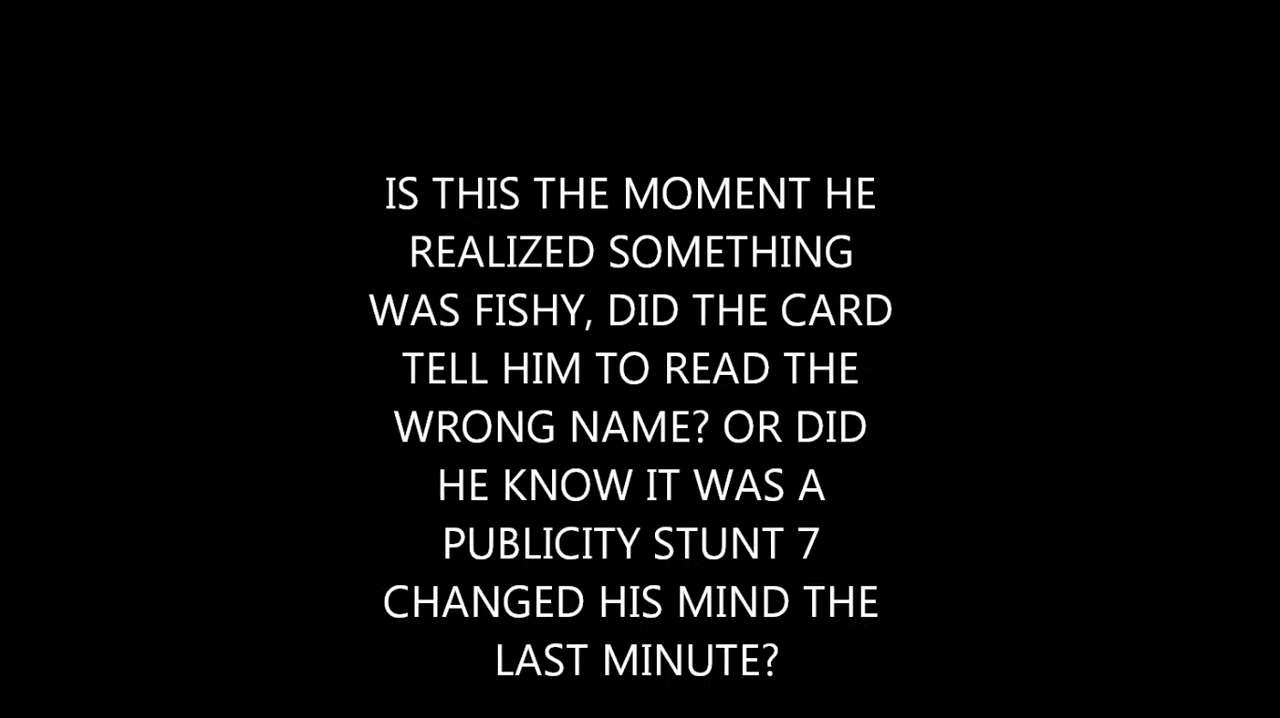 IS THIS THE MOMENT HE
REALIZED SOMETHING
WAS FISHY, DID THE CARD
TELL HIM TO READ THE
WRONG NAME? OR DID
HE KNOW IT WAS A
PUBLICITY STUNT 7
CHANGED HIS MIND THE
LAST MINUTE?